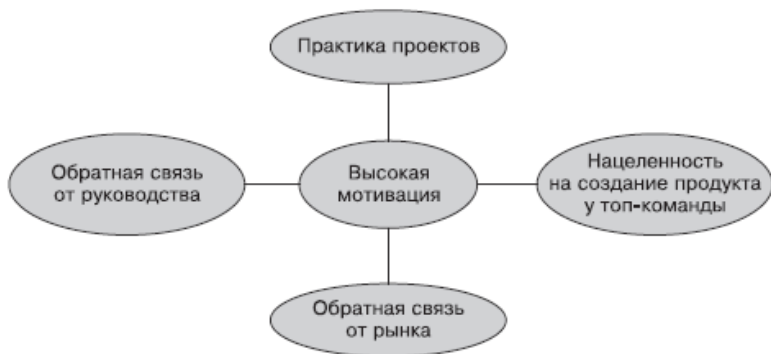 Практика проектов
Обратная связь
от руководства
Высокая
мотивация
Нацеленность
на создание продукта
у топ-команды
Обратная связь
от рынка